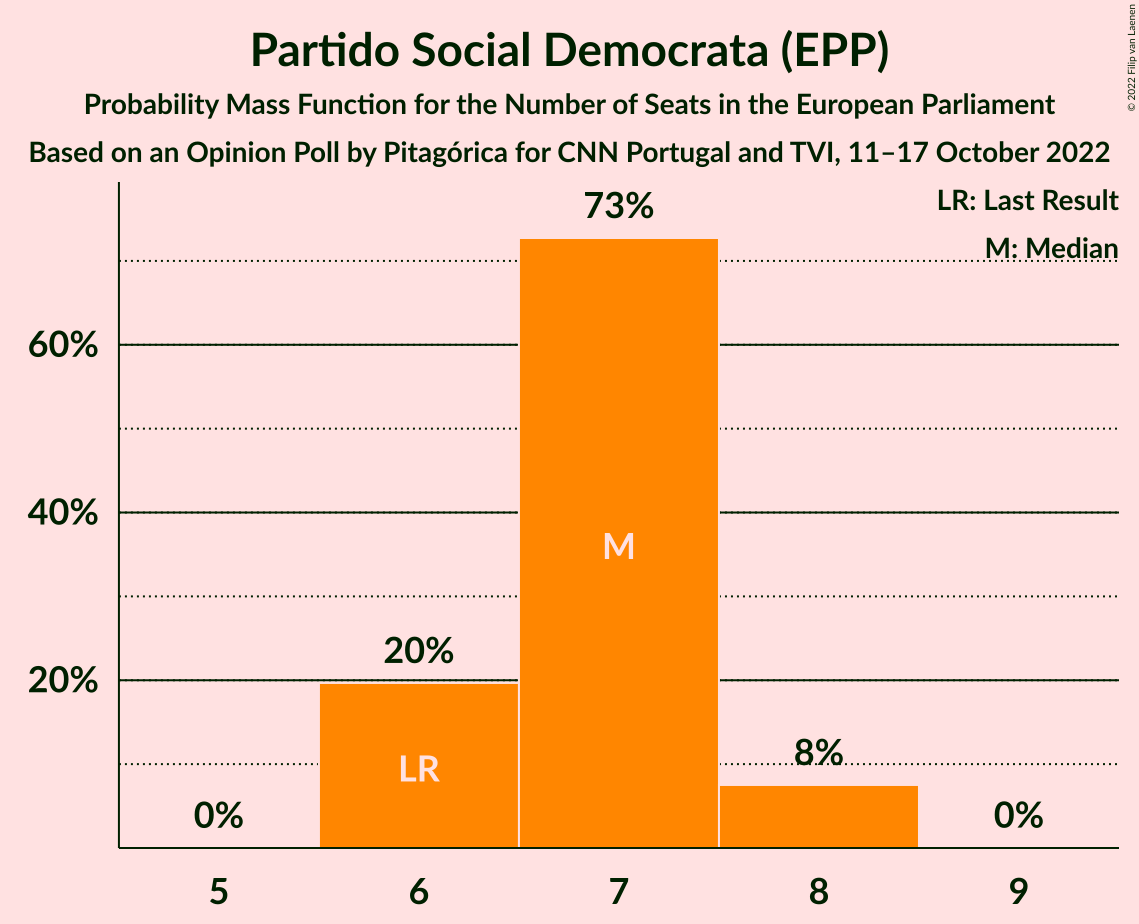 Partido Social Democrata (EPP)
Probability Mass Function for the Number of Seats in the European Parliament
Based on an Opinion Poll by Pitagórica for CNN Portugal and TVI, 11–17 October 2022
© 2022 Filip van Laenen
LR: Last Result
M: Median
73%
60%
40%
M
20%
20%
8%
LR
0%
0%
5
6
7
8
9